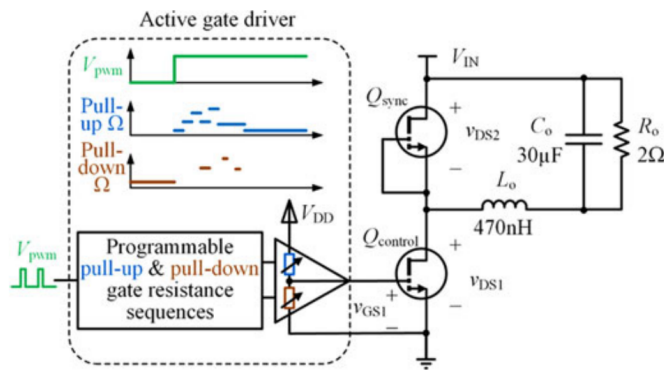 Active gate driver
V_pwm
Pull-
up Ω
Pull-
down
Ω
V_pwm
Programmable
pull-up & pull-down
gate resistance
sequences
V_DD
V_IN
Q_sync
+
v_DS2
−
C_o
30μF
R_o
2Ω
L_o
470nH
Q_control
+
v_DS1
−
+
v_GS1
−